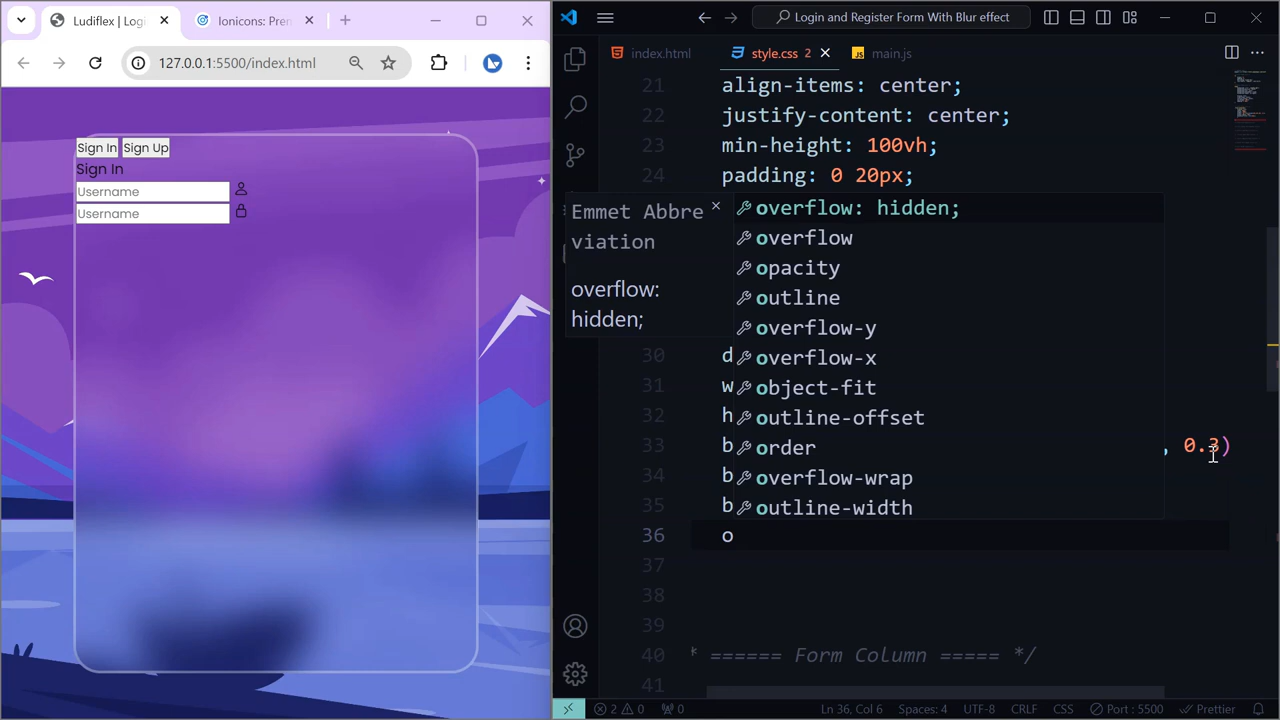 Ludiflex | Logi
Ionicons: Pren
127.0.0.1:5500/index.html
Sign In Sign Up
Sign In
Username
Username
Login and Register Form With Blur effect
index.html
style.css 2
main.js
21 align-items: center;
22 justify-content: center;
23 min-height: 100vh;
24 padding: 0 20px;
Emmet Abbre
viation
overflow:
hidden;
overflow: hidden;
overflow
opacity
outline
overflow-y
overflow-x
object-fit
outline-offset
order
overflow-wrap
outline-width
30 d
31 w
32 h
33 b , 0.3)
34 b
35 b
36 o
37
38
39
40 * ====== Form Column ===== */
41
2 0 0 Ln 36, Col 6 Spaces: 4 UTF-8 CRLF CSS Port : 5500 Prettier